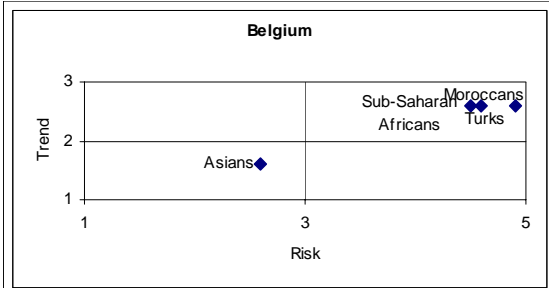 Belgium
3
Moroccans
Sub-Saharan
Turks
Africans
2
Trend
Asians
1
1
3
5
Risk